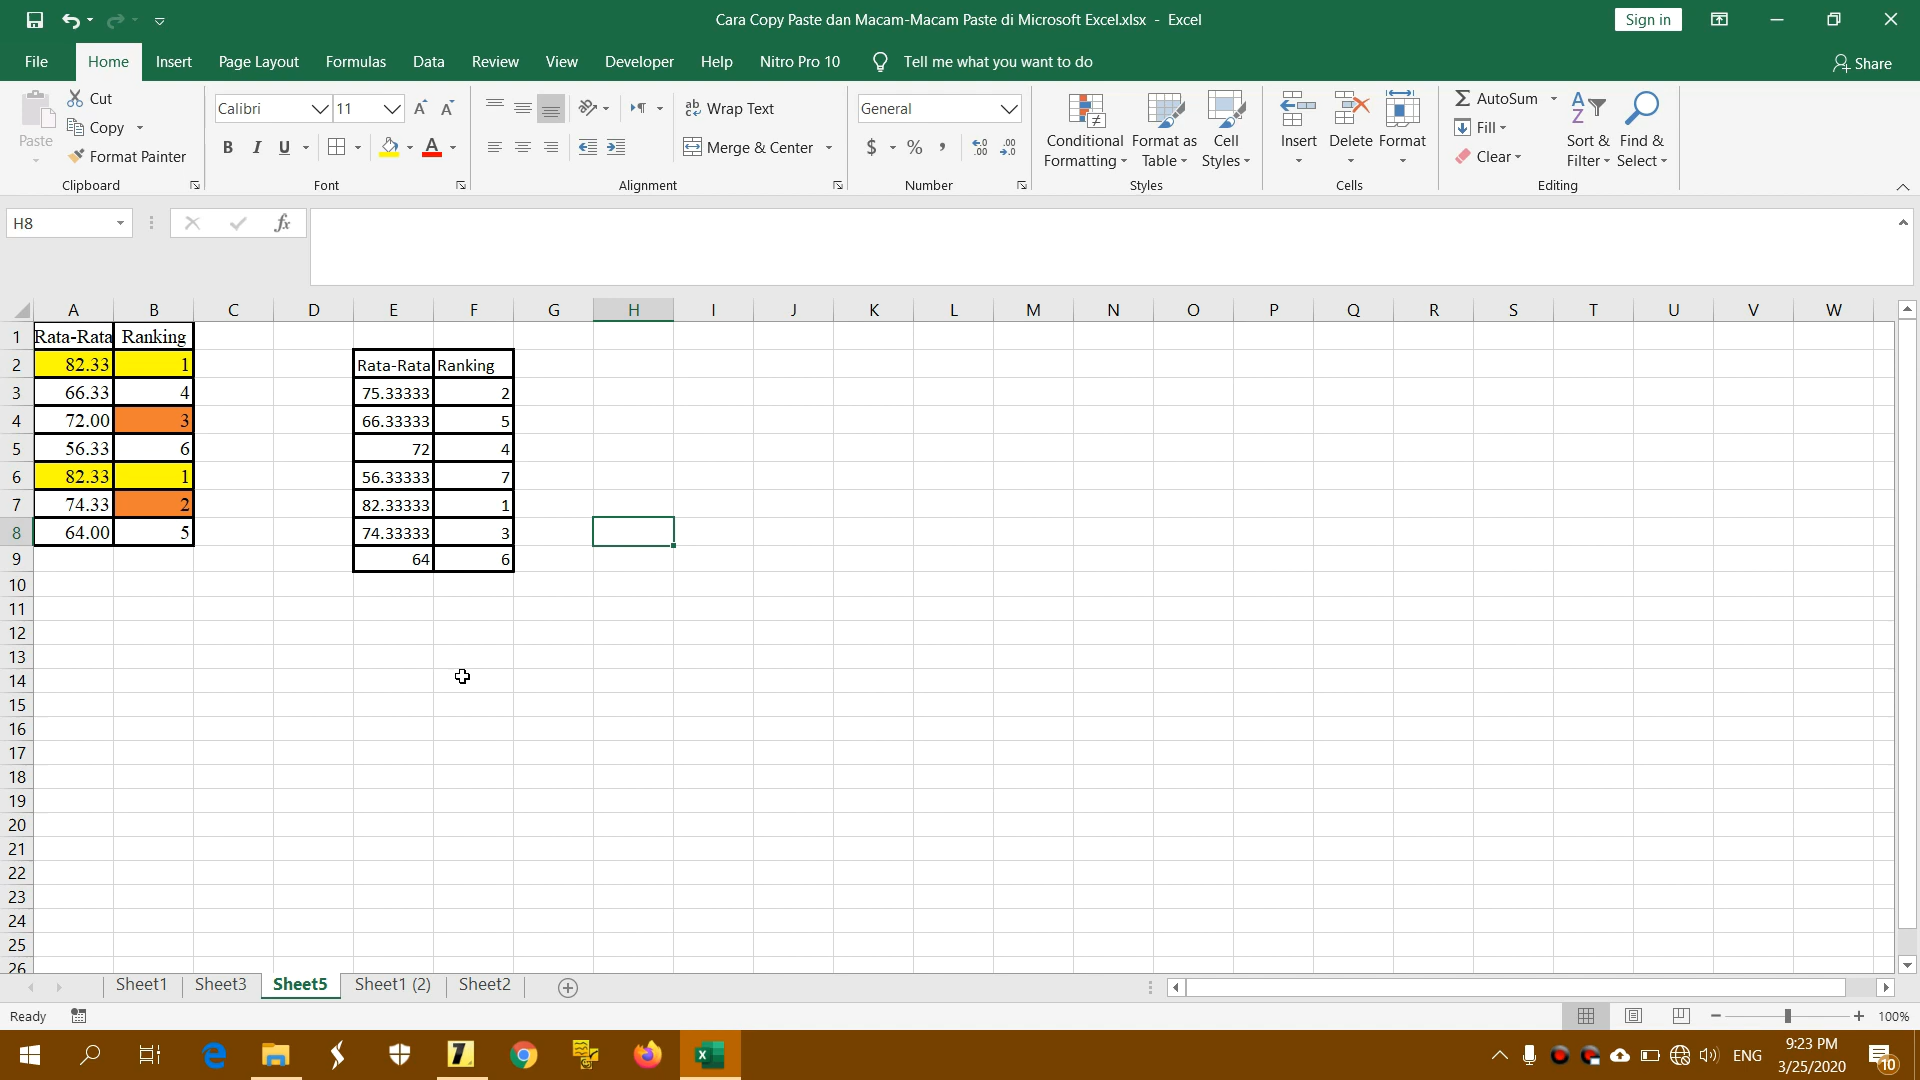 Cara Copy Paste dan Macam-Macam Paste di Microsoft Excel.xlsx - Excel
Sign in
File Home Insert Page Layout Formulas Data Review View Developer Help Nitro Pro 10 Tell me what you want to do Share
Paste
Cut
Copy
Format Painter
Clipboard
Calibri 11
B I U A
Font
ab Wrap Text
Merge & Center
Alignment
General
$ % ,
Number
Conditional Formatting
Format as Table
Cell Styles
Styles
Insert Delete Format
Cells
AutoSum
Fill
Clear
Sort & Filter
Find & Select
Editing
H8 fx
A B C D E F G H I J K L M N O P Q R S T U V W
1 Rata-Rata Ranking
2 82.33 1 Rata-Rata Ranking
3 66.33 4 75.33333 2
4 72.00 3 66.33333 5
5 56.33 6 72 4
6 82.33 1 56.33333 7
7 74.33 2 82.33333 1
8 64.00 5 74.33333 3
9 64 6
10
11
12
13
14
15
16
17
18
19
20
21
22
23
24
25
26
Sheet1 Sheet3 Sheet5 Sheet1 (2) Sheet2
Ready 100%
ENG
9:23 PM
3/25/2020
10